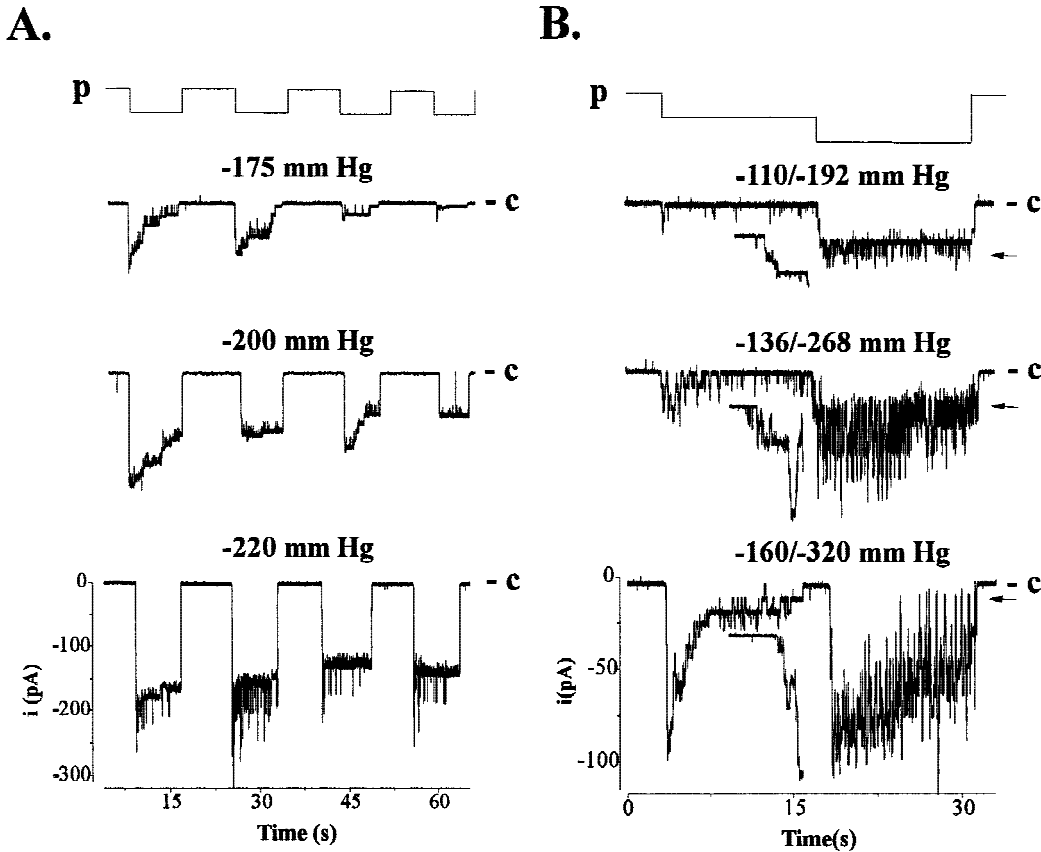 A.
B.
p
p
-175 mm Hg
- c
-110/-192 mm Hg
- c
-200 mm Hg
- c
-136/-268 mm Hg
- c
-220 mm Hg
- c
-160/-320 mm Hg
- c
0
-100
-200
-300
i (pA)
15 30 45 60
Time (s)
0
-50
-100
i(pA)
0 15 30
Time(s)